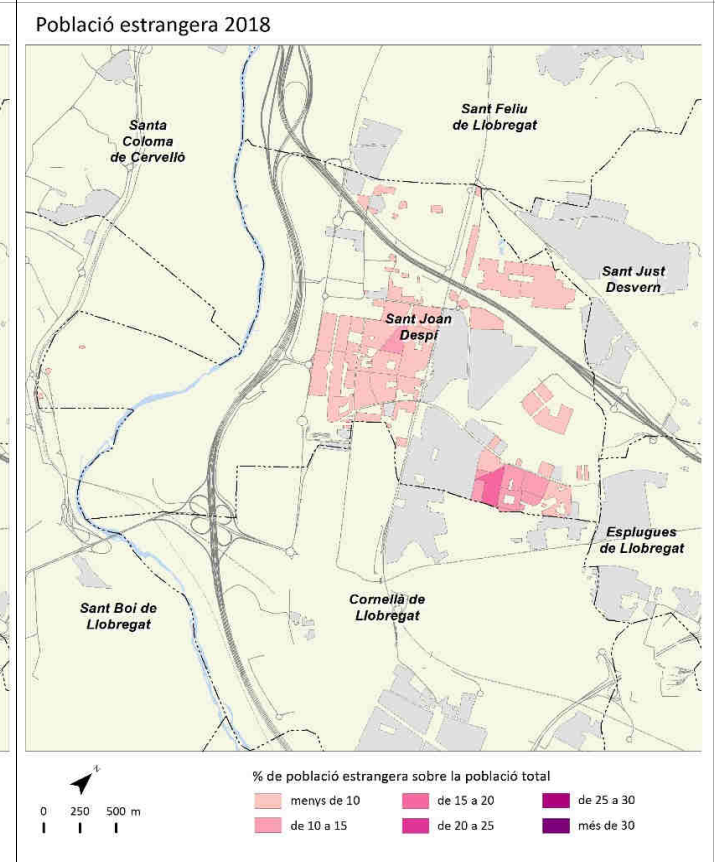 Població estrangera 2018
Sant Feliu
de Llobregat
Santa
Coloma
de Cervelló
Sant Just
Desvern
Sant Joan
Despí
Esplugues
de Llobregat
Sant Boi de
Llobregat
Cornellà de
Llobregat
N
0 250 500 m
% de població estrangera sobre la població total
menys de 10
de 15 a 20
de 25 a 30
de 10 a 15
de 20 a 25
més de 30